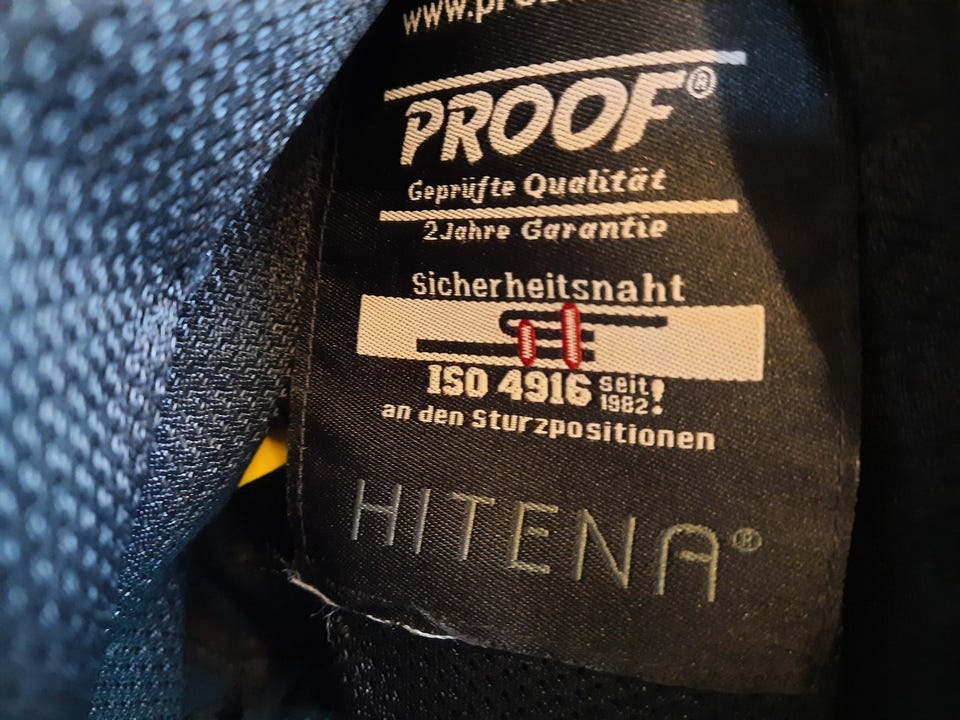 PROOF®
Geprüfte Qualität
2Jahre Garantie
Sicherheitsnaht
ISO 4916 seit 1982!
an den Sturzpositionen
HITENA®